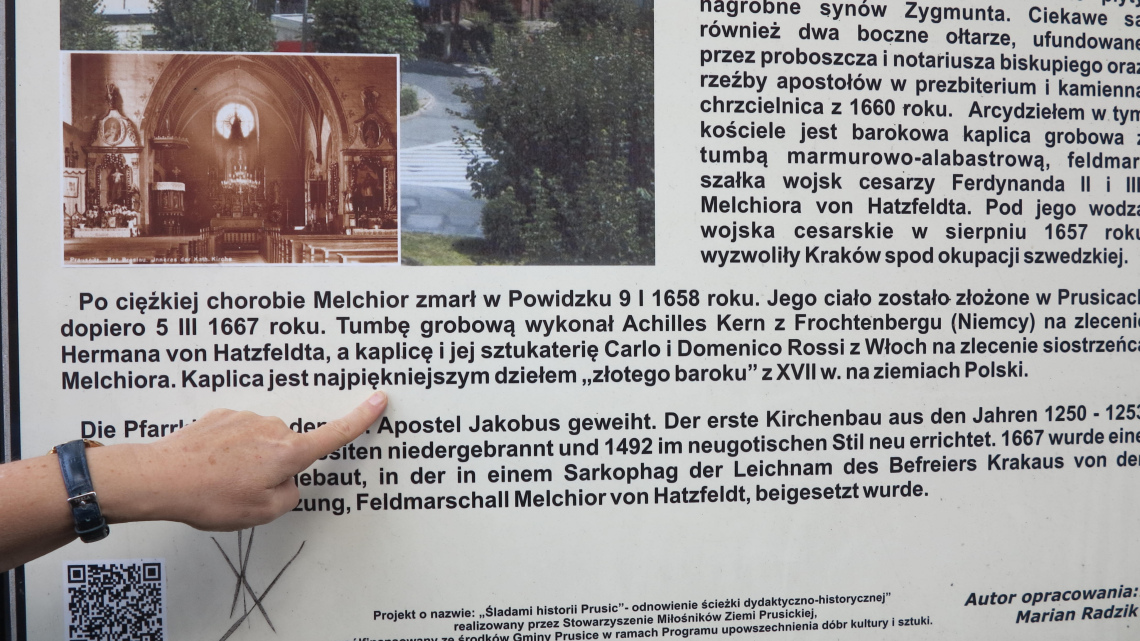 nagrobne synów Zygmunta. Ciekawe są
również dwa boczne ołtarze, ufundowane
przez proboszcza i notariusza biskupiego oraz
rzeźby apostołów w prezbiterium i kamienna
chrzcielnica z 1660 roku. Arcydziełem w tym
kościele jest barokowa kaplica grobowa z
tumbą marmurowo-alabastrową, feldmar-
szałka wojsk cesarzy Ferdynanda II i III
Melchiora von Hatzfeldta. Pod jego wodzą
wojska cesarskie w sierpniu 1657 roku
wyzwoliły Kraków spod okupacji szwedzkiej.
Prausnitz Bez. Breslau Inneres der Kath. Kirche
Po ciężkiej chorobie Melchior zmarł w Powidzku 9 I 1658 roku. Jego ciało zostało złożone w Prusicach
dopiero 5 III 1667 roku. Tumbę grobową wykonał Achilles Kern z Frochtenbergu (Niemcy) na zlecenie
Hermana von Hatzfeldta, a kaplicę i jej sztukaterię Carlo i Domenico Rossi z Włoch na zlecenie siostrzeńca
Melchiora. Kaplica jest najpiękniejszym dziełem „złotego baroku” z XVII w. na ziemiach Polski.
Die Apostel Jakobus geweiht. Der erste Kirchenbau aus den Jahren 1250 - 1253
niedergebrannt und 1492 im neugotischen Stil neu errichtet. 1667 wurde eine
in der in einem Sarkophag der Leichnam des Befreiers Krakaus von der
Feldmarschall Melchior von Hatzfeldt, beigesetzt wurde.
Projekt o nazwie: „Śladami historii Prusic”- odnowienie ścieżki dydaktyczno-historycznej”
realizowany przez Stowarzyszenie Miłośników Ziemi Prusickiej,
ze środków Gminy Prusice w ramach Programu upowszechnienia dóbr kultury i sztuki.
Autor opracowania:
Marian Radzik